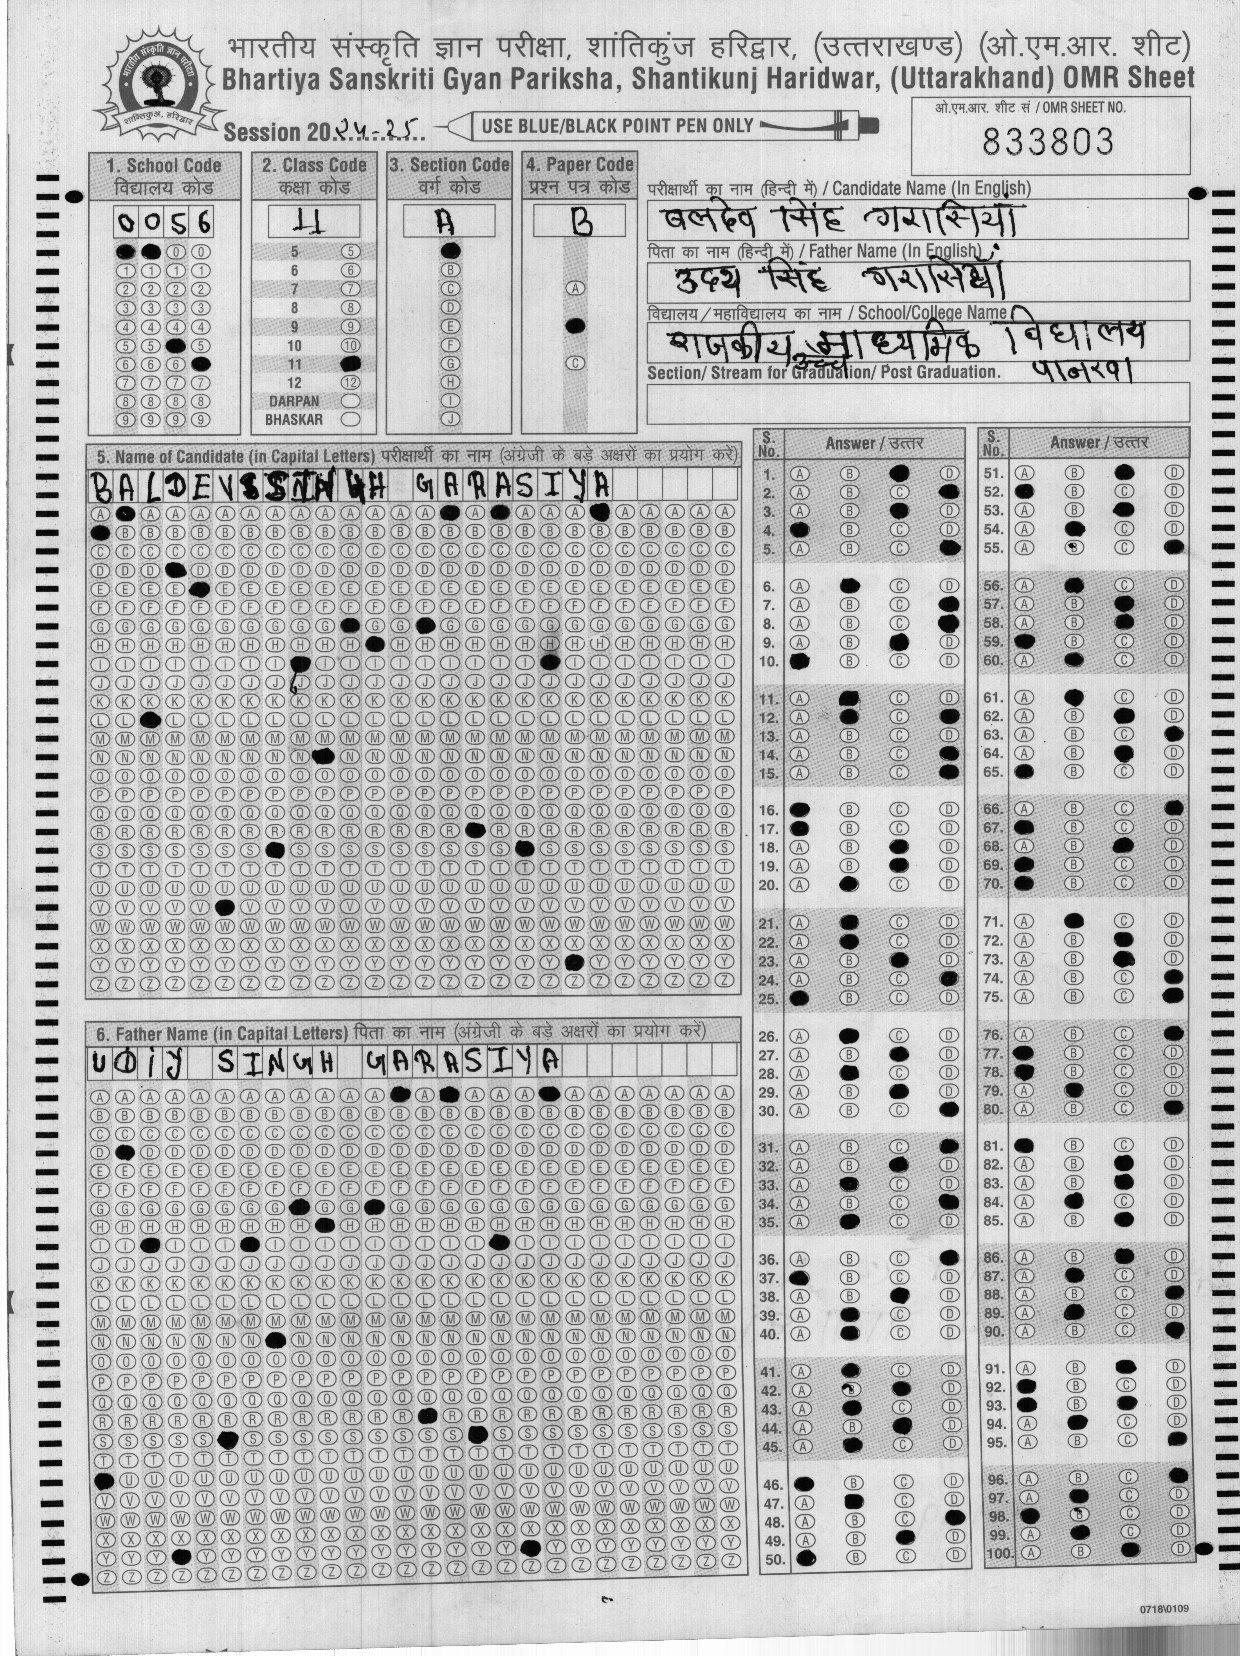 भारतीय संस्कृति ज्ञान परीक्षा, शांतिकुंज हरिद्वार, (उत्तराखण्ड) (ओ.एम.आर. शीट)
Bhartiya Sanskriti Gyan Pariksha, Shantikunj Haridwar, (Uttarakhand) OMR Sheet
Session 20 24-25
USE BLUE/BLACK POINT PEN ONLY
ओ.एम.आर. शीट सं / OMR SHEET NO.
833803
1. School Code
विद्यालय कोड
0056
2. Class Code
कक्षा कोड
11
5
6
7
8
9
10
11
12
DARPAN
BHASKAR
3. Section Code
वर्ग कोड
A
4. Paper Code
प्रश्न पत्र कोड
B
परीक्षार्थी का नाम (हिन्दी में) / Candidate Name (In English)
बलदेव सिंह गरासियाँ
पिता का नाम (हिन्दी में) / Father Name (In English)
उदय सिंह गरासियाँ
विद्यालय/महाविद्यालय का नाम / School/College Name
राजकीय उच्च माध्यमिक विद्यालय
पानरवा
Section/ Stream for Graduation/ Post Graduation.
5. Name of Candidate (in Capital Letters) परीक्षार्थी का नाम (अंग्रेजी के बड़े अक्षरों का प्रयोग करें)
BALDEV SINGH GARASIYA
6. Father Name (in Capital Letters) पिता का नाम (अंग्रेजी के बड़े अक्षरों का प्रयोग करें)
UDIY SINGH GARASIYA
S. No. Answer / उत्तर
S. No. Answer / उत्तर
0718\0109